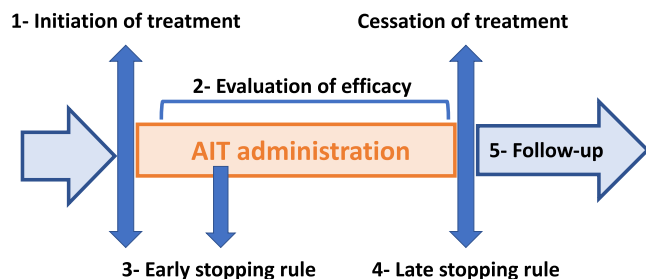 1- Initiation of treatment
Cessation of treatment
2- Evaluation of efficacy
AIT administration
5- Follow-up
3- Early stopping rule
4- Late stopping rule